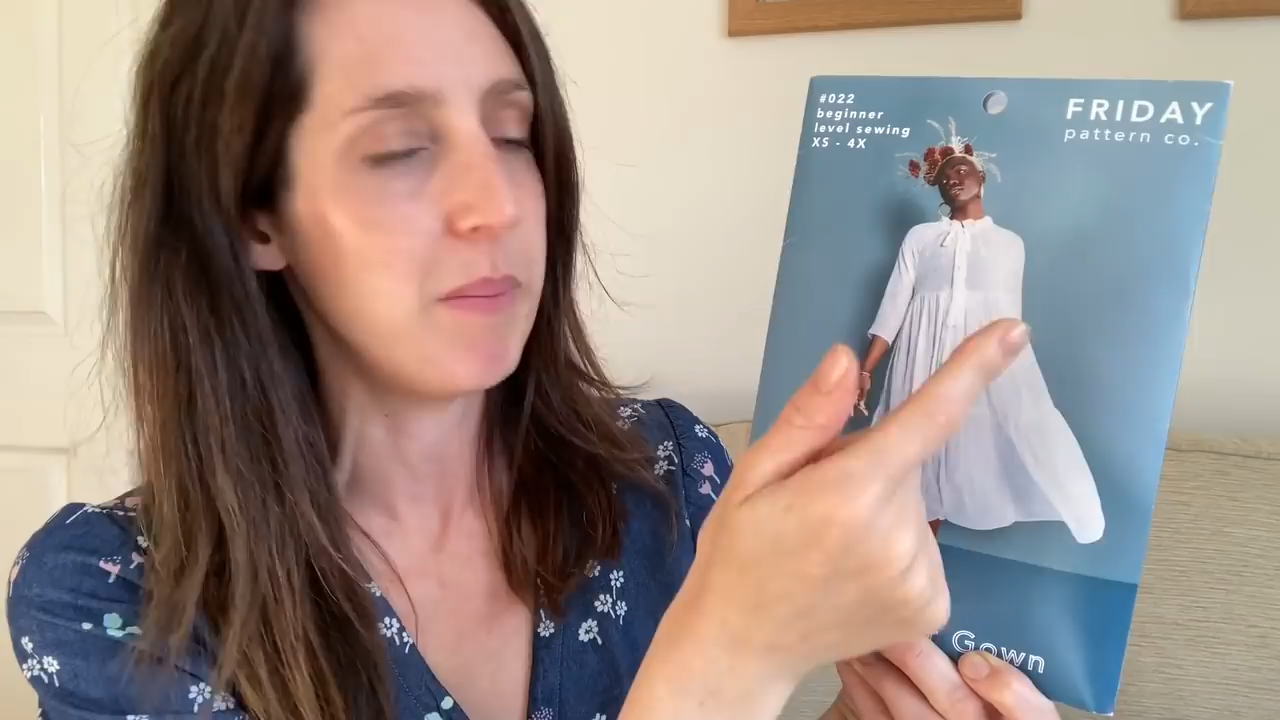 #022
beginner
level sewing
XS - 4X
FRIDAY
pattern co.
Gown